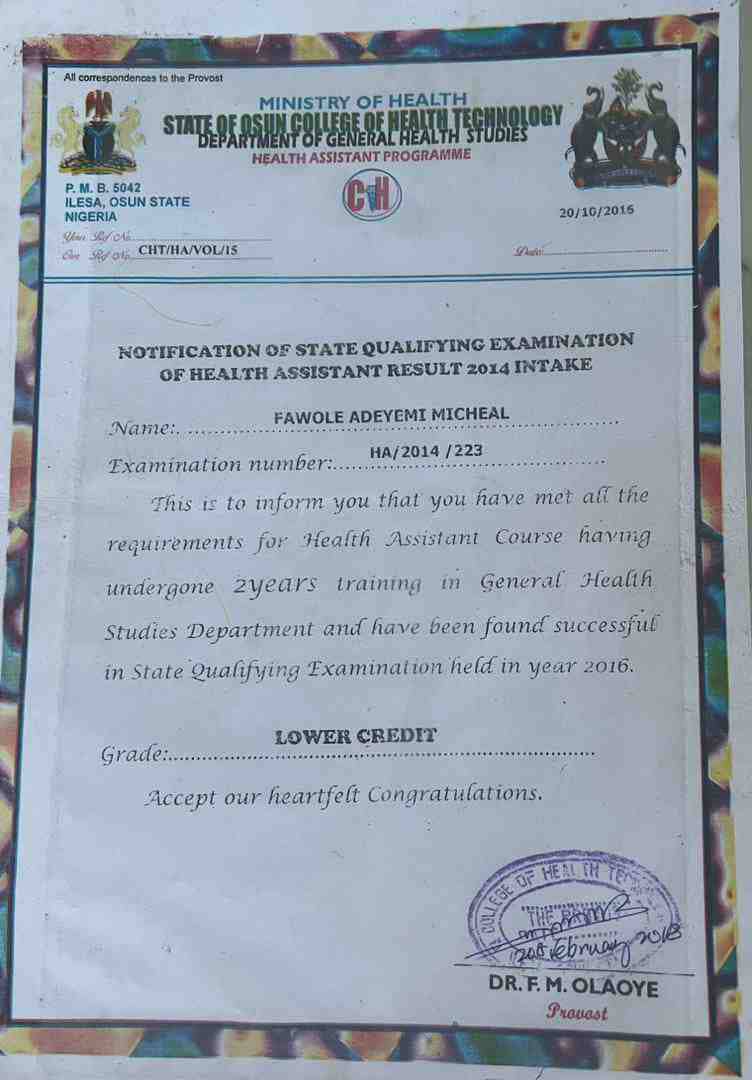 All correspondences to the Provost
MINISTRY OF HEALTH
STATE OF OSUN COLLEGE OF HEALTH TECHNOLOGY
DEPARTMENT OF GENERAL HEALTH STUDIES
HEALTH ASSISTANT PROGRAMME
CH
P. M. B. 5042
ILESA, OSUN STATE
NIGERIA
20/10/2016
Your Ref No
Our Ref No. CHT/HA/VOL/15
Date:
NOTIFICATION OF STATE QUALIFYING EXAMINATION
OF HEALTH ASSISTANT RESULT 2014 INTAKE
Name: FAWOLE ADEYEMI MICHEAL
Examination number: HA/2014 /223
This is to inform you that you have met all the
requirements for Health Assistant Course having
undergone 2years training in General Health
Studies Department and have been found successful
in State Qualifying Examination held in year 2016.
Grade: LOWER CREDIT
Accept our heartfelt Congratulations.
COLLEGE OF HEALTH
THE
February 2018
DR. F. M. OLAOYE
Provost